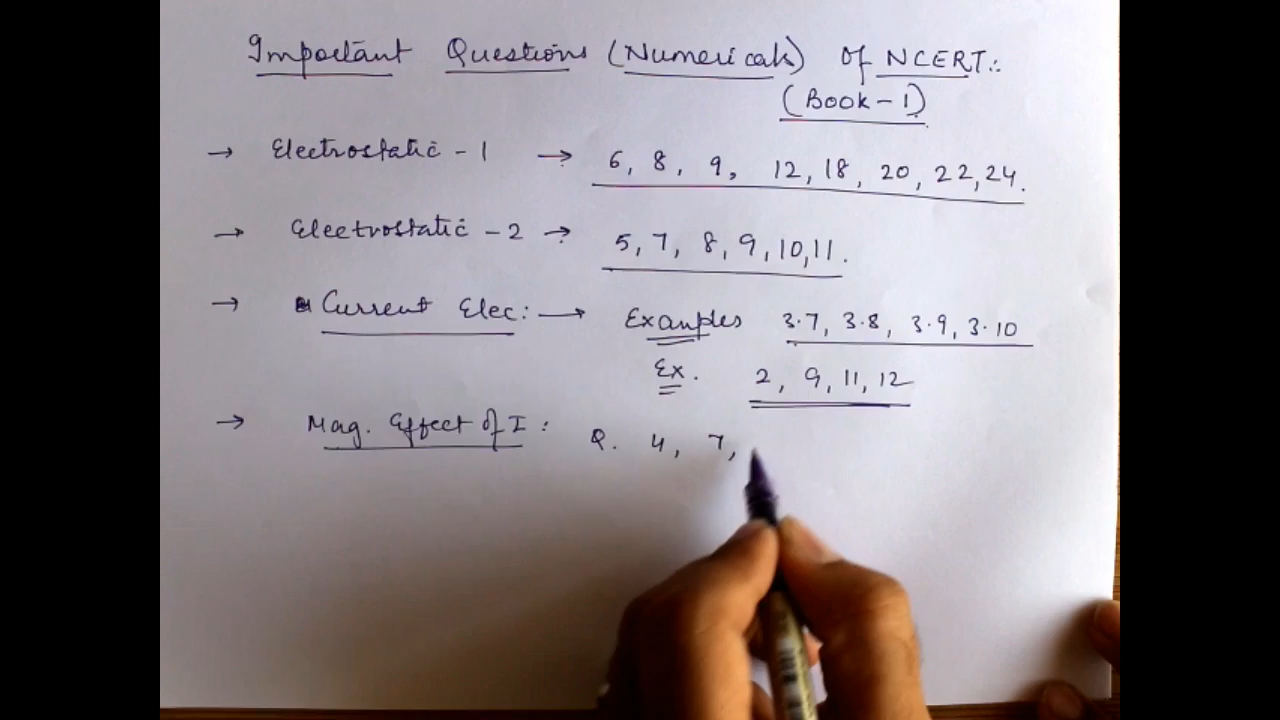 Important Questions (Numericals) Of NCERT:.
(Book-1)
→ Electrostatic - 1 → 6, 8, 9, 12, 18, 20, 22, 24.
→ Electrostatic - 2 → 5, 7, 8, 9, 10, 11.
→ Current Elec: → Examples 3.7, 3.8, 3.9, 3.10
Ex. 2, 9, 11, 12
→ Mag. Effect of I : Q. 4, 7,